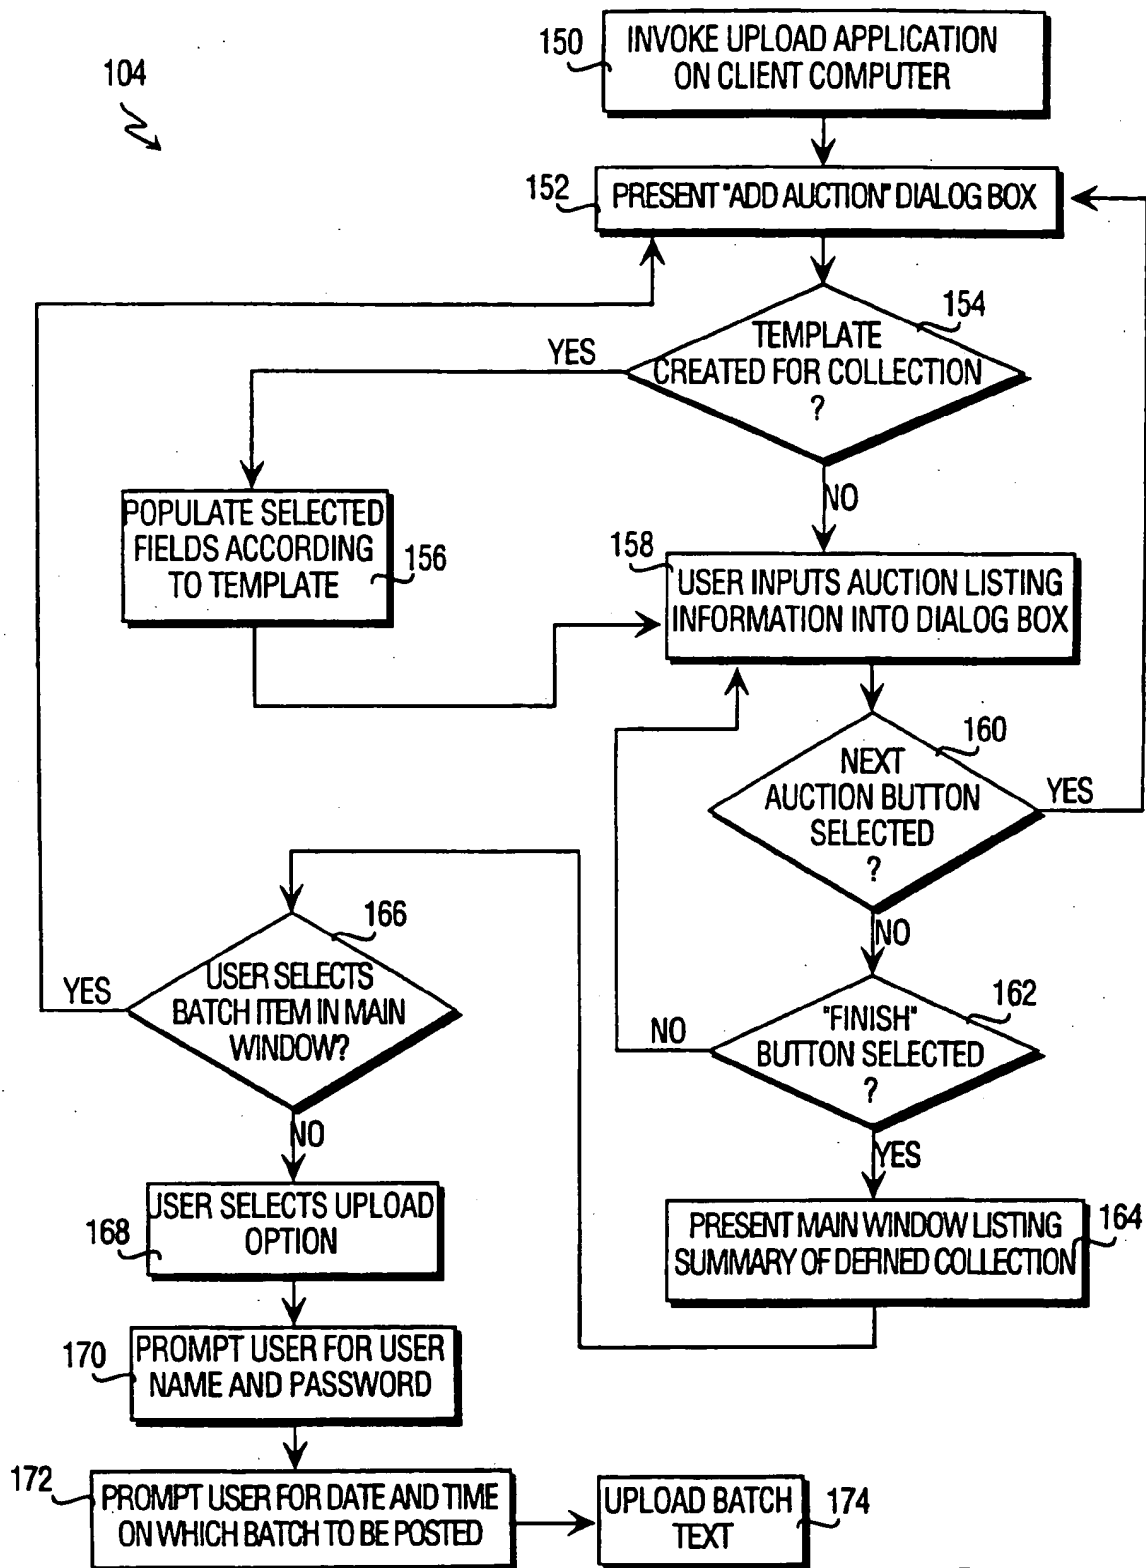 104
150
INVOKE UPLOAD APPLICATION
ON CLIENT COMPUTER
152
PRESENT "ADD AUCTION" DIALOG BOX
154
TEMPLATE
CREATED FOR COLLECTION
?
YES
NO
POPULATE SELECTED
FIELDS ACCORDING
TO TEMPLATE
156
158
USER INPUTS AUCTION LISTING
INFORMATION INTO DIALOG BOX
160
NEXT
AUCTION BUTTON
SELECTED
?
YES
NO
162
"FINISH"
BUTTON SELECTED
?
NO
YES
PRESENT MAIN WINDOW LISTING
SUMMARY OF DEFINED COLLECTION
164
166
USER SELECTS
BATCH ITEM IN MAIN
WINDOW?
YES
NO
USER SELECTS UPLOAD
OPTION
168
170
PROMPT USER FOR USER
NAME AND PASSWORD
172
PROMPT USER FOR DATE AND TIME
ON WHICH BATCH TO BE POSTED
UPLOAD BATCH
TEXT
174